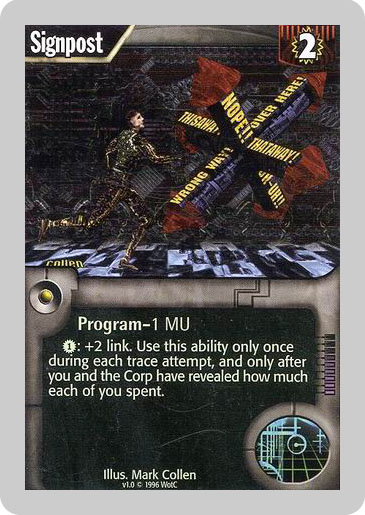 Signpost
2
THISAWAY!
NOPE!!
OVER HERE!
WRONG WAY!
THATAWAY!
collen
Program–1 MU
1: +2 link. Use this ability only once
during each trace attempt, and only after
you and the Corp have revealed how much
each of you spent.
Illus. Mark Collen
v1.0 © 1996 WotC